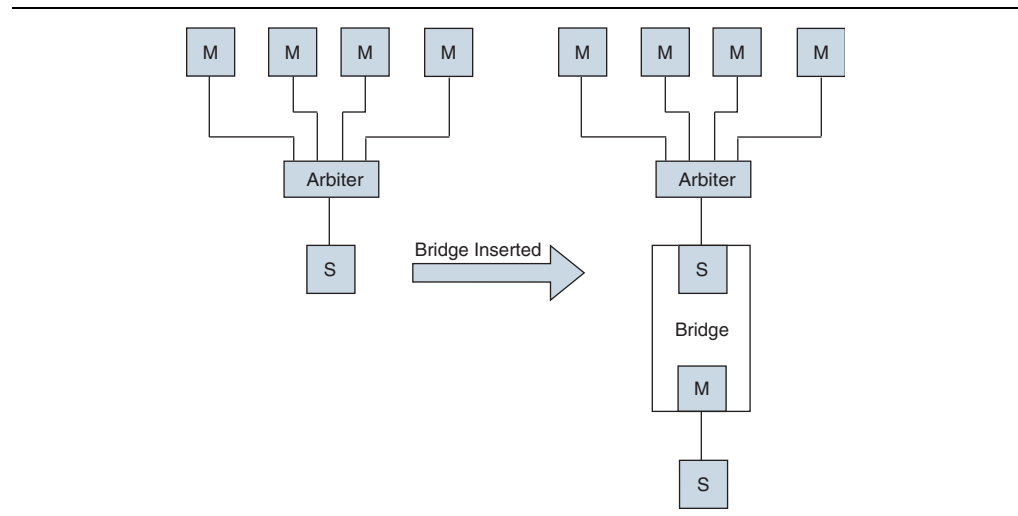 M M M M M M M M
Arbiter Arbiter
S Bridge Inserted S
Bridge
M
S